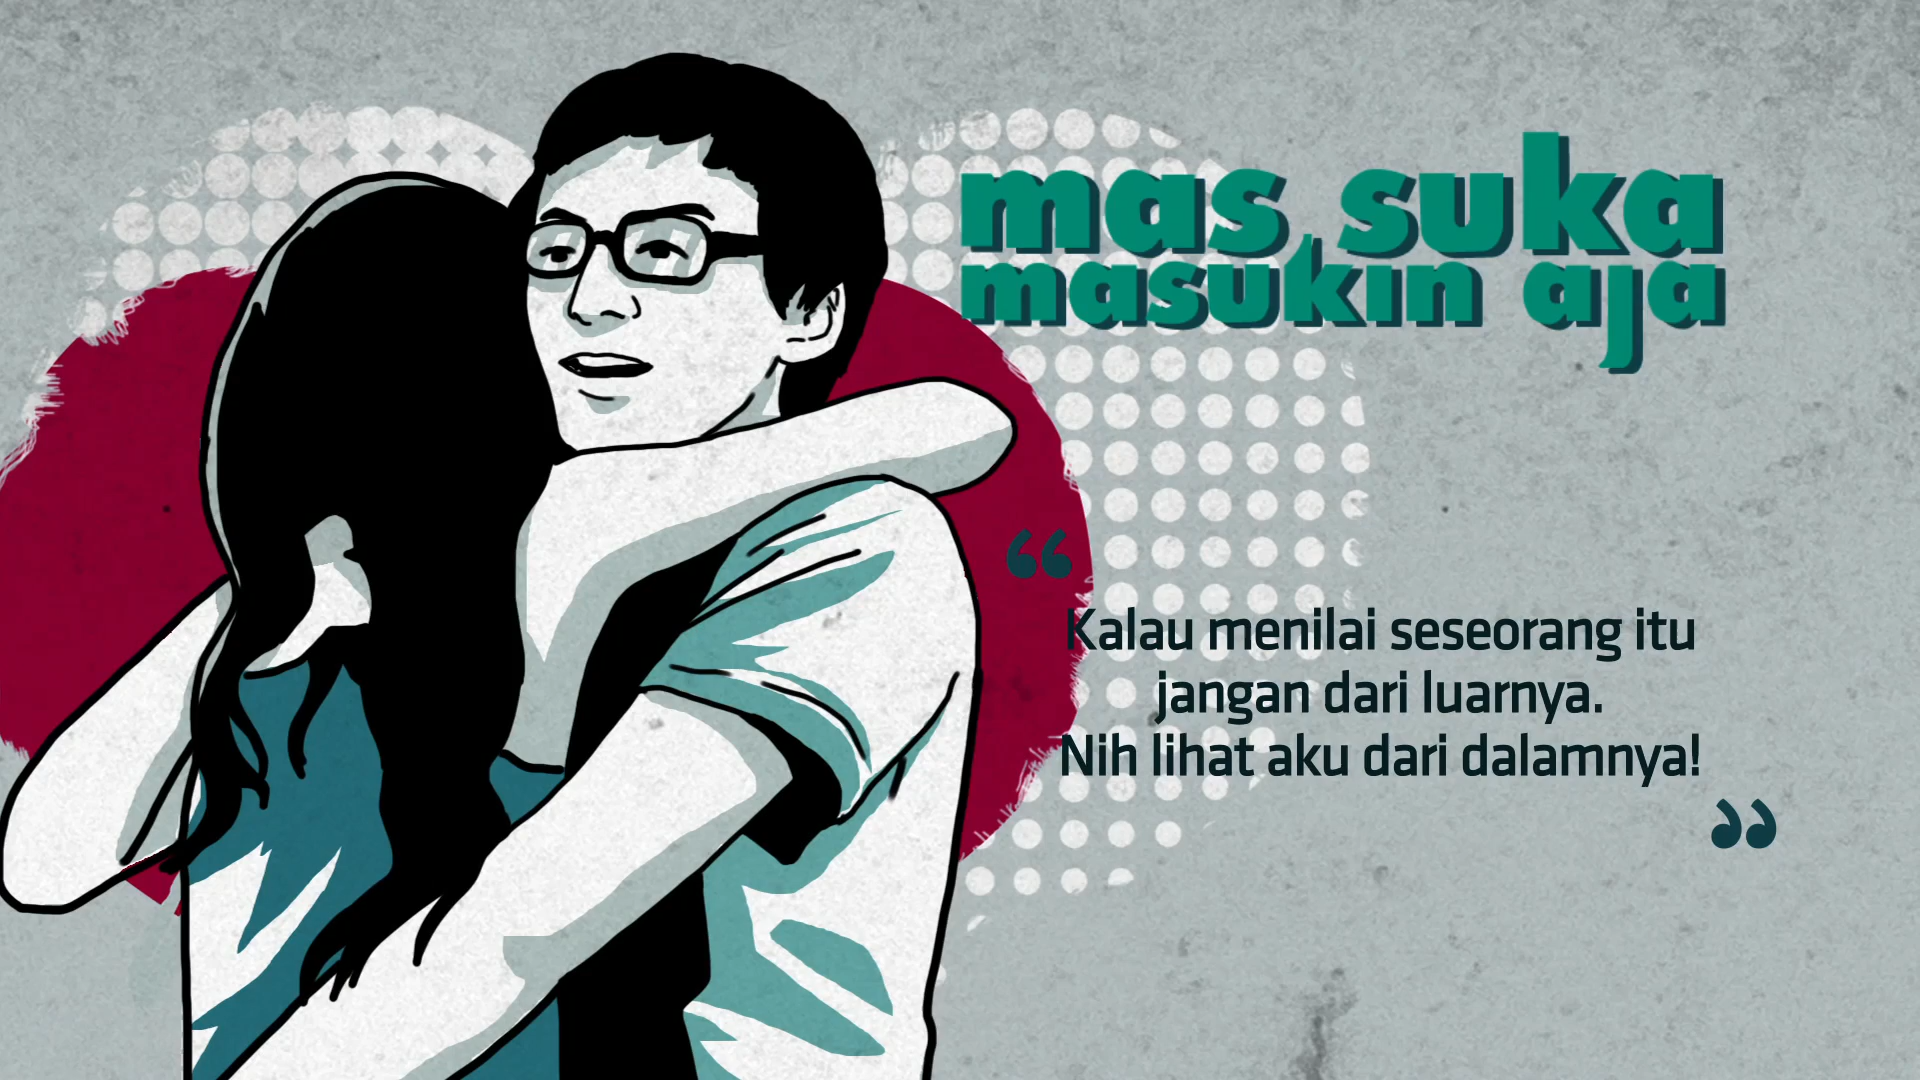 mas suka
masukin aja
“
Kalau menilai seseorang itu
jangan dari luarnya.
Nih lihat aku dari dalamnya!
”